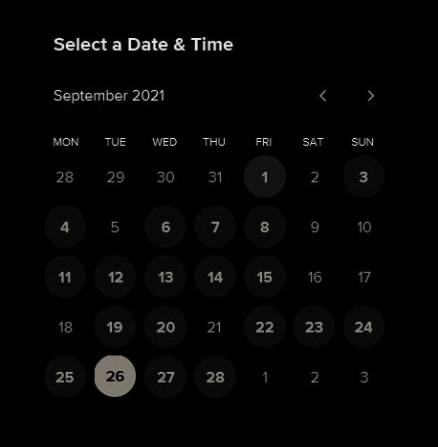 Select a Date & Time
September 2021
MON TUE WED THU FRI SAT SUN
28 29 30 31 1 2 3
4 5 6 7 8 9 10
11 12 13 14 15 16 17
18 19 20 21 22 23 24
25 26 27 28 1 2 3